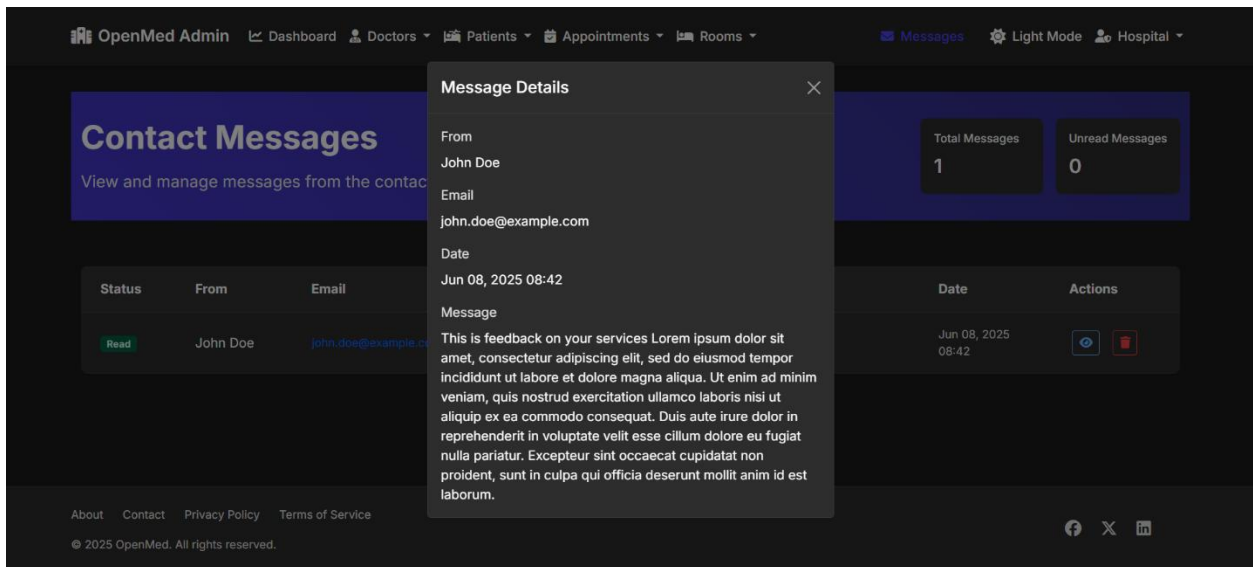 OpenMed Admin Dashboard Doctors Patients Appointments Rooms Messages Light Mode Hospital
Message Details
Contact Messages
View and manage messages from the contac
Total Messages
1
Unread Messages
0
From
John Doe
Email
john.doe@example.com
Date
Jun 08, 2025 08:42
Message
This is feedback on your services Lorem ipsum dolor sit
amet, consectetur adipiscing elit, sed do eiusmod tempor
incididunt ut labore et dolore magna aliqua. Ut enim ad minim
veniam, quis nostrud exercitation ullamco laboris nisi ut
aliquip ex ea commodo consequat. Duis aute irure dolor in
reprehenderit in voluptate velit esse cillum dolore eu fugiat
nulla pariatur. Excepteur sint occaecat cupidatat non
proident, sunt in culpa qui officia deserunt mollit anim id est
laborum.
Status From Email Date Actions
Read John Doe john.doe@example.c Jun 08, 2025
08:42
About Contact Privacy Policy Terms of Service
© 2025 OpenMed. All rights reserved.